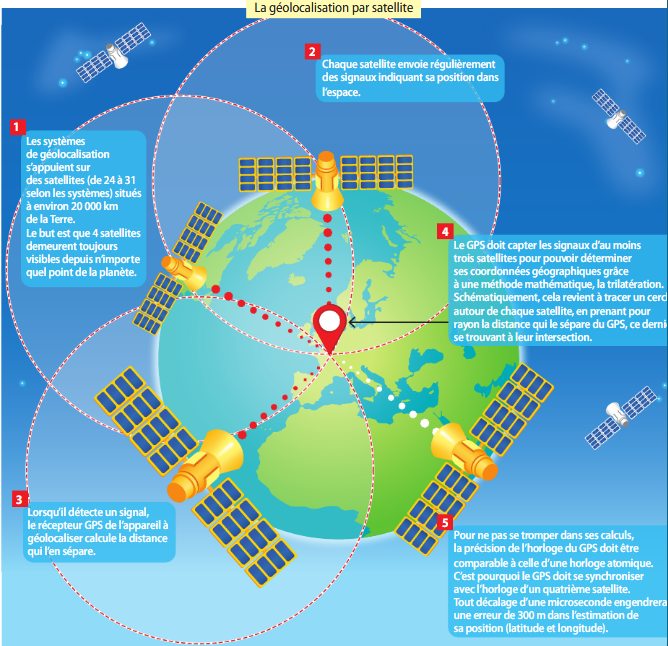 La géolocalisation par satellite
1
Les systèmes
de géolocalisation
s'appuient sur
des satellites (de 24 à 31
selon les systèmes) situés
à environ 20 000 km
de la Terre.
Le but est que 4 satellites
demeurent toujours
visibles depuis n'importe
quel point de la planète.
2
Chaque satellite envoie régulièrement
des signaux indiquant sa position dans
l'espace.
3
Lorsqu'il détecte un signal,
le récepteur GPS de l'appareil à
géolocaliser calcule la distance
qui l'en sépare.
4
Le GPS doit capter les signaux d'au moins
trois satellites pour pouvoir déterminer
ses coordonnées géographiques grâce
à une méthode mathématique, la trilatération.
Schématiquement, cela revient à tracer un cerc
autour de chaque satellite, en prenant pour
rayon la distance qui le sépare du GPS, ce derni
se trouvant à leur intersection.
5
Pour ne pas se tromper dans ses calculs,
la précision de l'horloge du GPS doit être
comparable à celle d'une horloge atomique.
C'est pourquoi le GPS doit se synchroniser
avec l'horloge d'un quatrième satellite.
Tout décalage d'une microseconde engendrera
une erreur de 300 m dans l'estimation de
sa position (latitude et longitude).